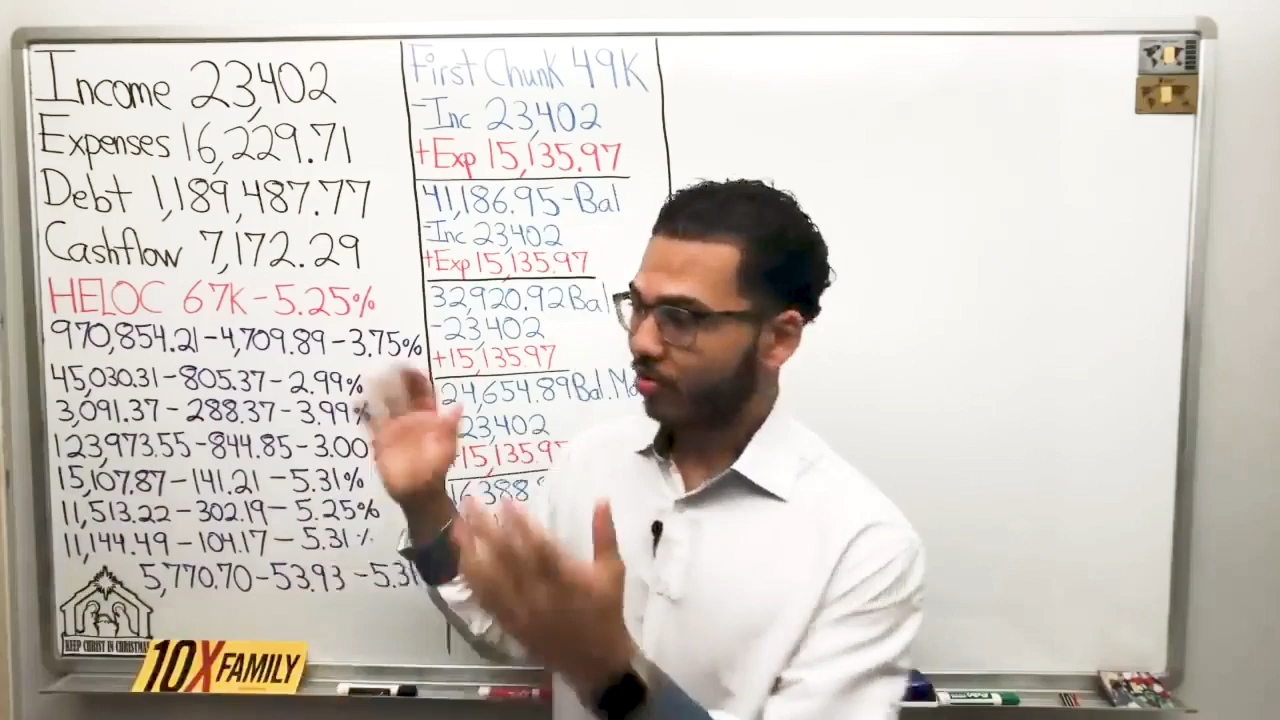 Income 23,402
Expenses 16,229.71
Debt 1,189,487.77
Cashflow 7,172.29
HELOC 67K-5.25%
970,854.21-4,709.89-3.75%
45,030.31-805.37-2.99%
3,091.37-288.37-3.99%
123,973.55-844.85-3.00
15,107.87-141.21-5.31%
11,513.22-302.19-5.25%
11,144.49-104.17-5.31%
5,770.70-53.93-5.31
KEEP CHRIST IN CHRISTMAS
10X FAMILY
First Chunk 49K
-Inc 23,402
+Exp 15,135.97
41,186.95-Bal
-Inc 23,402
+Exp 15,135.97
32,920.92 Bal
-23,402
+15,135.97
24,654.89 Bal.
23,402
+15,135.97
16,388